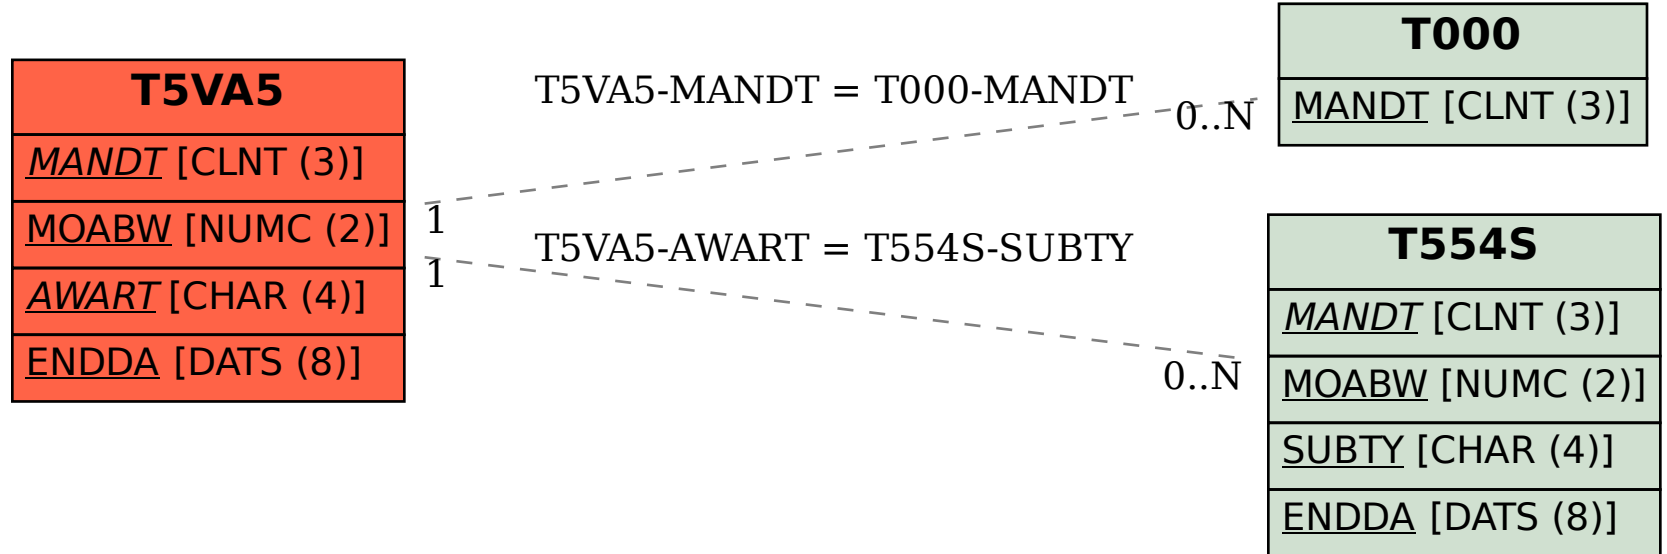 T5VA5
MANDT [CLNT (3)]
MOABW [NUMC (2)]
AWART [CHAR (4)]
ENDDA [DATS (8)]
T5VA5-MANDT = T000-MANDT
0..N
1
T5VA5-AWART = T554S-SUBTY
1
0..N
T000
MANDT [CLNT (3)]
T554S
MANDT [CLNT (3)]
MOABW [NUMC (2)]
SUBTY [CHAR (4)]
ENDDA [DATS (8)]